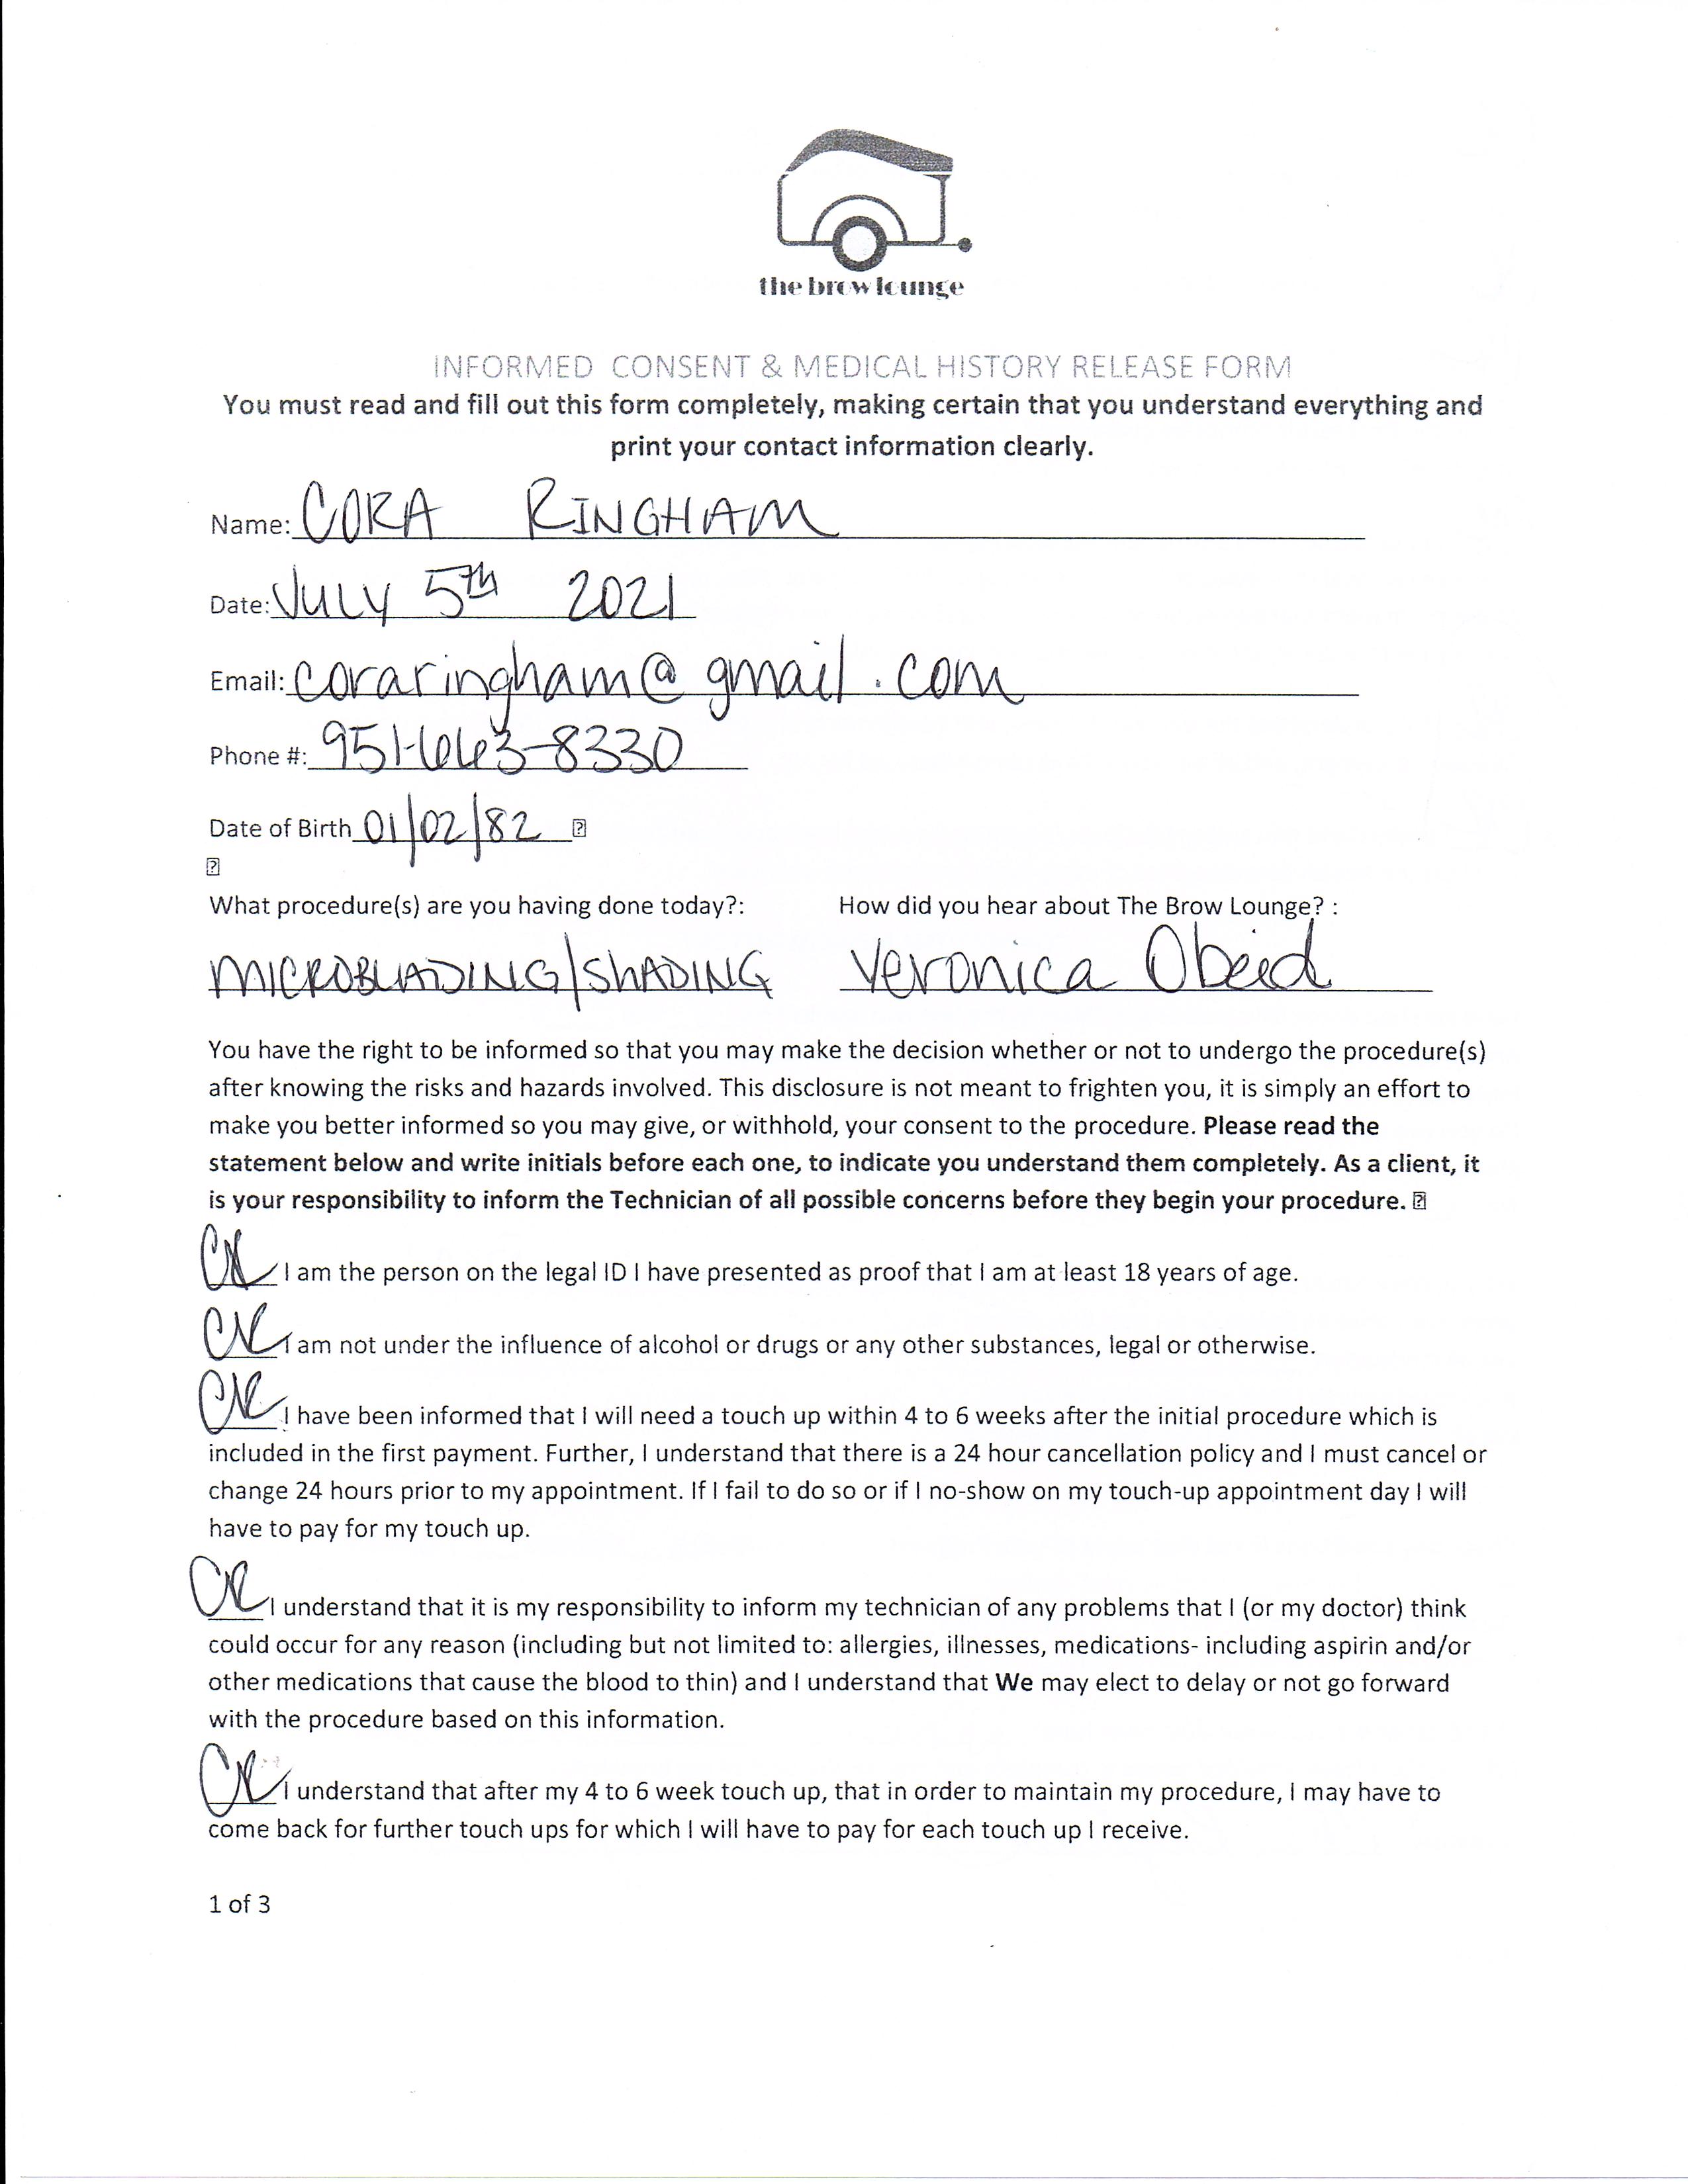 the brow lounge
INFORMED CONSENT & MEDICAL HISTORY RELEASE FORM
You must read and fill out this form completely, making certain that you understand everything and
print your contact information clearly.
Name: CORA RINGHAM
Date: JULY 5th 2021
Email: coraringham@gmail.com
Phone #: 951-663-8330
Date of Birth 01/02/82
What procedure(s) are you having done today?: How did you hear about The Brow Lounge? :
MICROBLADING/SHADING Veronica Obeid
You have the right to be informed so that you may make the decision whether or not to undergo the procedure(s)
after knowing the risks and hazards involved. This disclosure is not meant to frighten you, it is simply an effort to
make you better informed so you may give, or withhold, your consent to the procedure. Please read the
statement below and write initials before each one, to indicate you understand them completely. As a client, it
is your responsibility to inform the Technician of all possible concerns before they begin your procedure.
CR I am the person on the legal ID I have presented as proof that I am at least 18 years of age.
CR I am not under the influence of alcohol or drugs or any other substances, legal or otherwise.
CR I have been informed that I will need a touch up within 4 to 6 weeks after the initial procedure which is
included in the first payment. Further, I understand that there is a 24 hour cancellation policy and I must cancel or
change 24 hours prior to my appointment. If I fail to do so or if I no-show on my touch-up appointment day I will
have to pay for my touch up.
CR I understand that it is my responsibility to inform my technician of any problems that I (or my doctor) think
could occur for any reason (including but not limited to: allergies, illnesses, medications- including aspirin and/or
other medications that cause the blood to thin) and I understand that We may elect to delay or not go forward
with the procedure based on this information.
CR I understand that after my 4 to 6 week touch up, that in order to maintain my procedure, I may have to
come back for further touch ups for which I will have to pay for each touch up I receive.
1 of 3